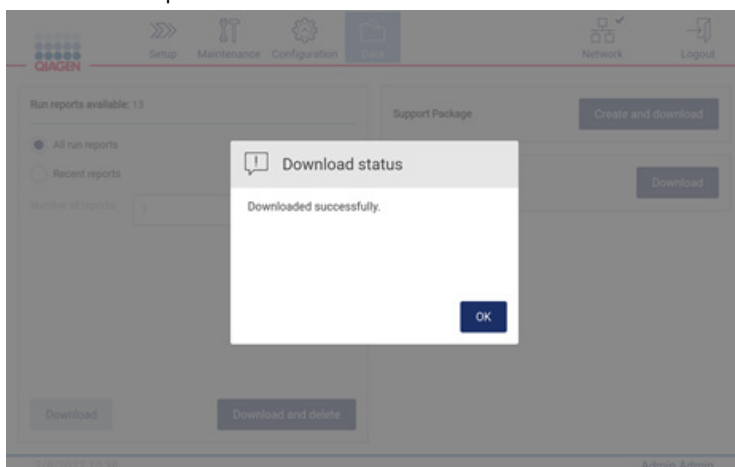 Setup Maintenance Configuration Data
Network Logout
QIAGEN
Run reports available: 13
Support Package
Create and download
All run reports
Recent reports
Download
Number of reports:
Download status
Downloaded successfully.
OK
Download
Download and delete
Admin Admin